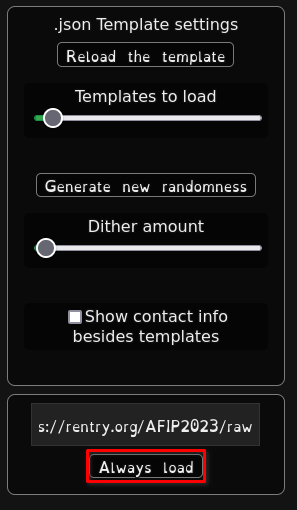 .json Template settings
Reload the template
Templates to load
Generate new randomness
Dither amount
Show contact info
besides templates
s://rentry.org/AFIP2023/raw
Always load